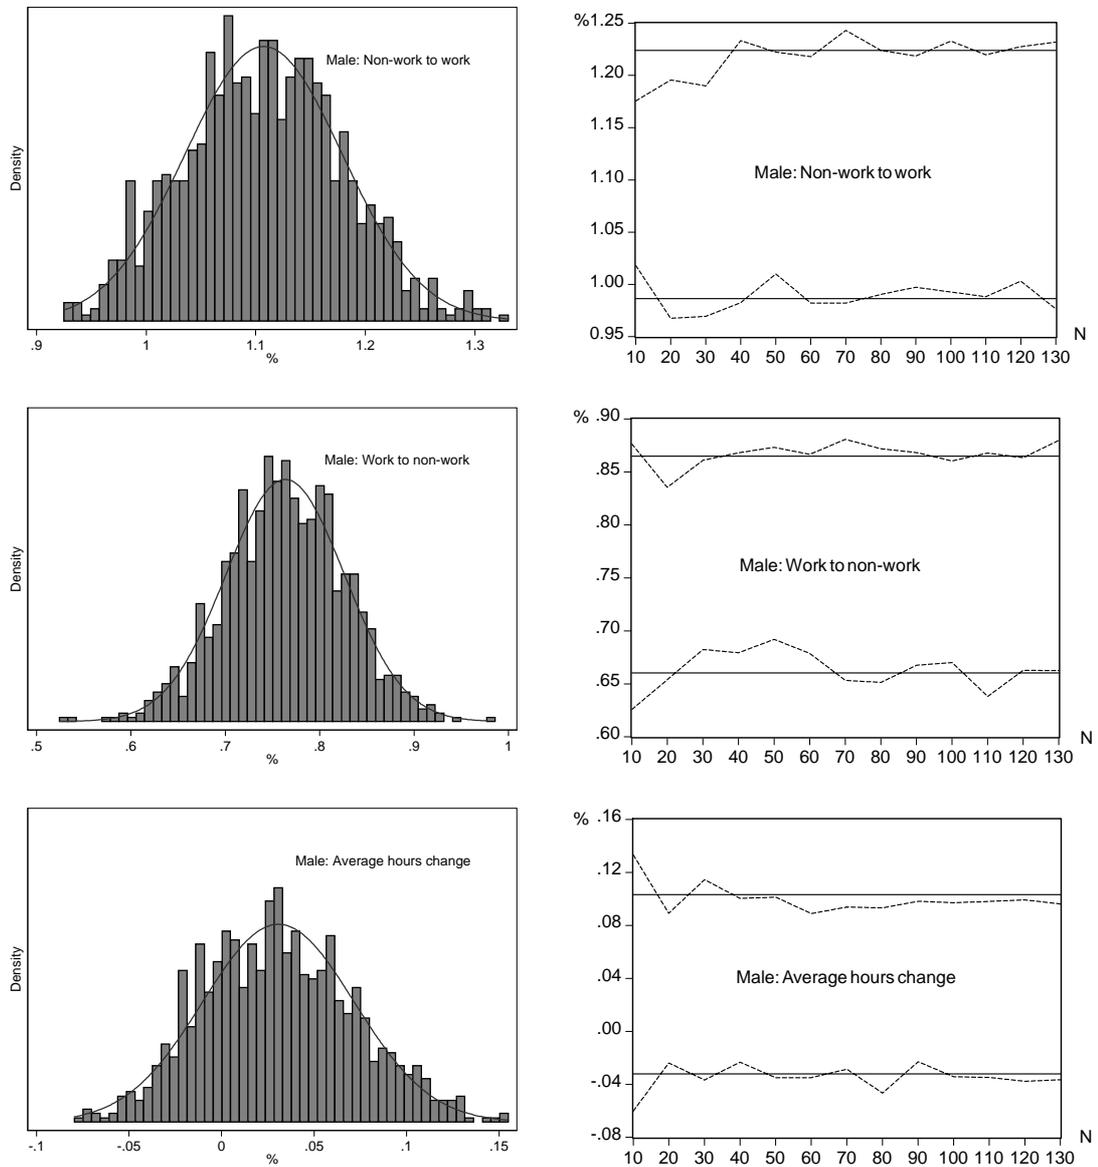 Male: Non-work to work
Density
.9 1 1.1 1.2 1.3
%
%
1.25
1.20
1.15
1.10
1.05
1.00
0.95
Male: Non-work to work
10 20 30 40 50 60 70 80 90 100 110 120 130
N
Male: Work to non-work
Density
.5 .6 .7 .8 .9 1
%
%
.90
.85
.80
.75
.70
.65
.60
Male: Work to non-work
10 20 30 40 50 60 70 80 90 100 110 120 130
N
Male: Average hours change
Density
-.1 -.05 0 .05 .1 .15
%
%
.16
.12
.08
.04
.00
-.04
-.08
Male: Average hours change
10 20 30 40 50 60 70 80 90 100 110 120 130
N